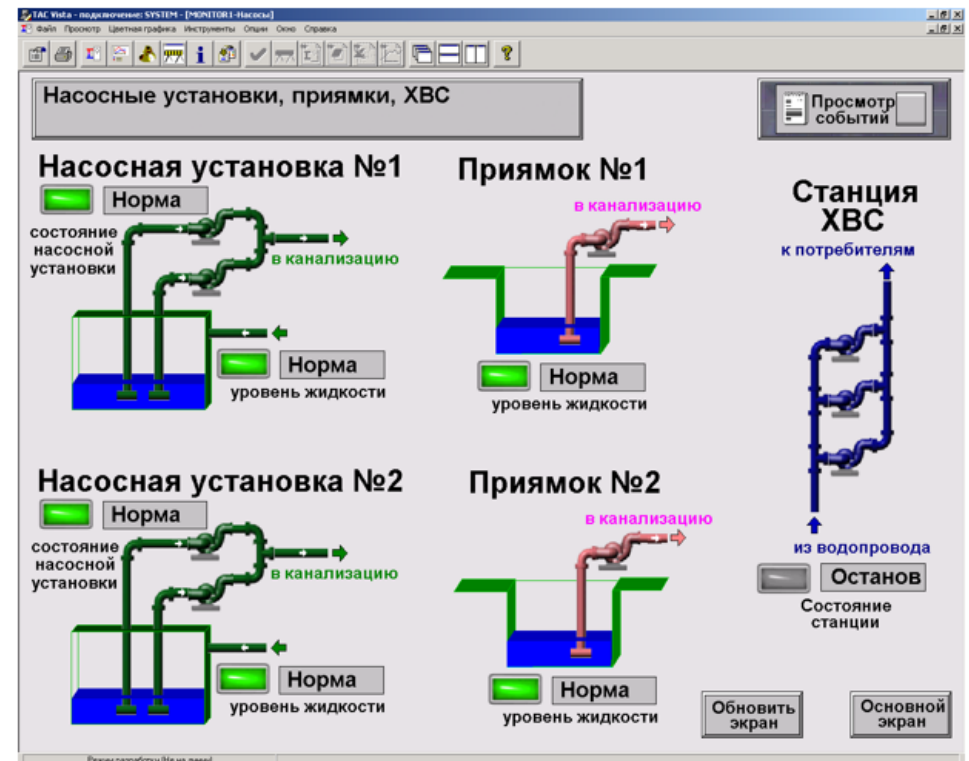 TAC Vista - подключение: SYSTEM - [MONITOR1-Насосы]
Файл Просмотр Цветная графика Инструменты Опции Окно Справка
Насосные установки, приямки, ХВС
Просмотр
событий
Насосная установка №1
Норма
состояние
насосной
установки
в канализацию
Норма
уровень жидкости
Приямок №1
в канализацию
Норма
уровень жидкости
Станция
ХВС
к потребителям
из водопровода
Останов
Состояние
станции
Насосная установка №2
Норма
состояние
насосной
установки
в канализацию
Норма
уровень жидкости
Приямок №2
в канализацию
Норма
уровень жидкости
Обновить
экран
Основной
экран